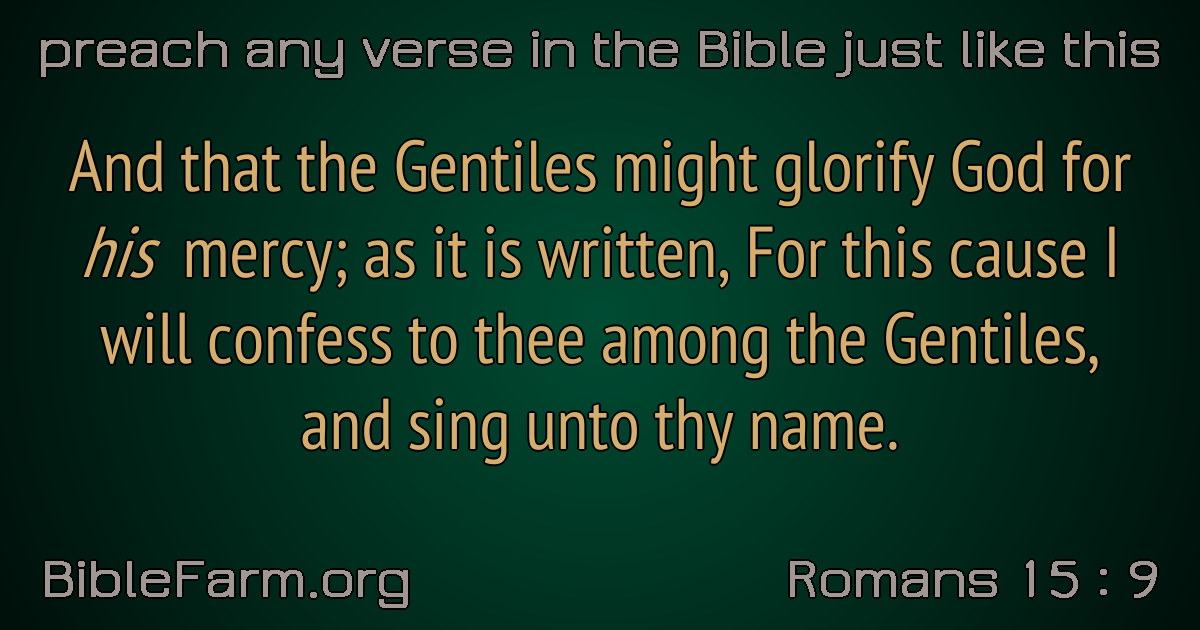 preach any verse in the Bible just like this
And that the Gentiles might glorify God for
his mercy; as it is written, For this cause I
will confess to thee among the Gentiles,
and sing unto thy name.
BibleFarm.org
Romans 15 : 9